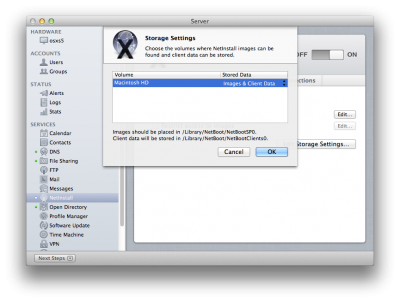 Server
HARDWARE
osxs5
ACCOUNTS
Users
Groups
STATUS
Alerts
Logs
Stats
SERVICES
Calendar
Contacts
DNS
File Sharing
FTP
Mail
Messages
NetInstall
Open Directory
Profile Manager
Software Update
Time Machine
VPN
Next Steps
Storage Settings
Choose the volumes where NetInstall images can be
found and client data can be stored.
Volume Stored Data
Macintosh HD Images & Client Data
Images should be placed in /Library/NetBoot/NetBootSP0.
Client data will be stored in /Library/NetBoot/NetBootClients0.
Cancel OK
OFF ON
ections
Edit...
Edit...
Storage Settings...